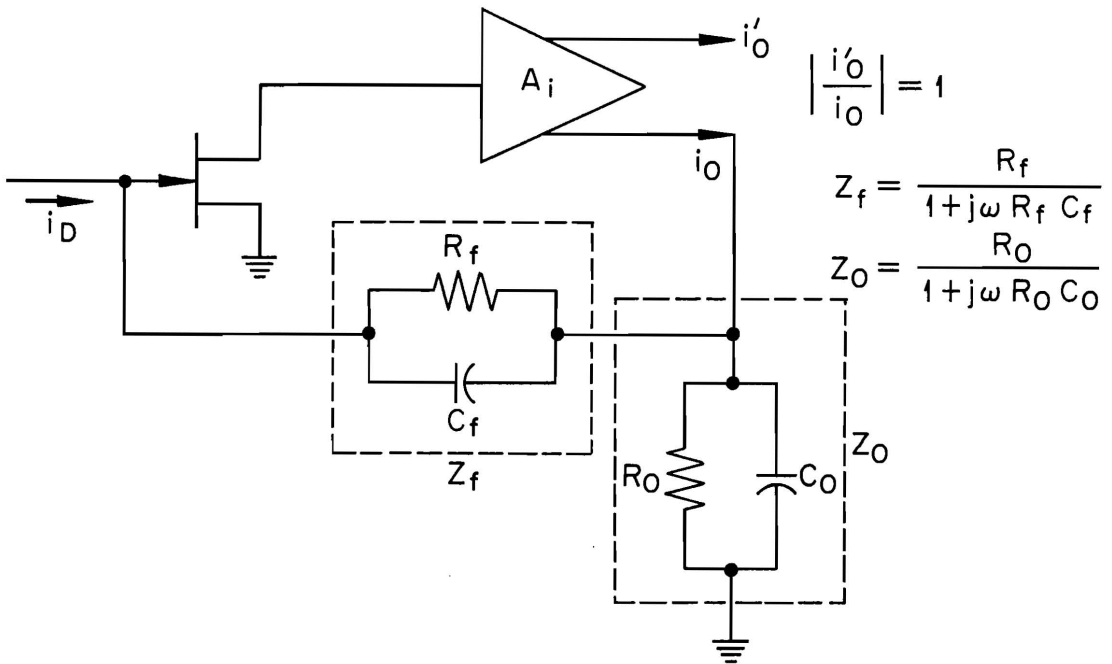 i'O
Ai
|i'O/iO| = 1
iO
Zf = Rf / 1+jω Rf Cf
iD
Rf
ZO = RO / 1+jω RO CO
Cf
Zf
RO
CO
ZO